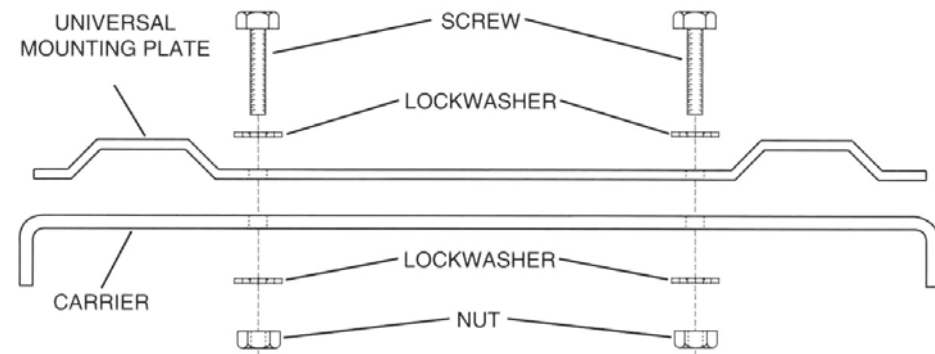 UNIVERSAL
MOUNTING PLATE
SCREW
LOCKWASHER
LOCKWASHER
CARRIER
NUT